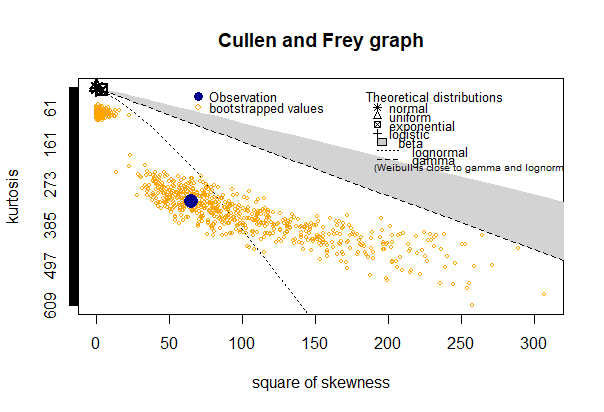 Cullen and Frey graph
Observation
bootstrapped values
Theoretical distributions
normal
uniform
exponential
logistic
beta
lognormal
gamma
(Weibull is close to gamma and lognorm
kurtosis
61
161
273
385
497
609
0
50
100
150
200
250
300
square of skewness